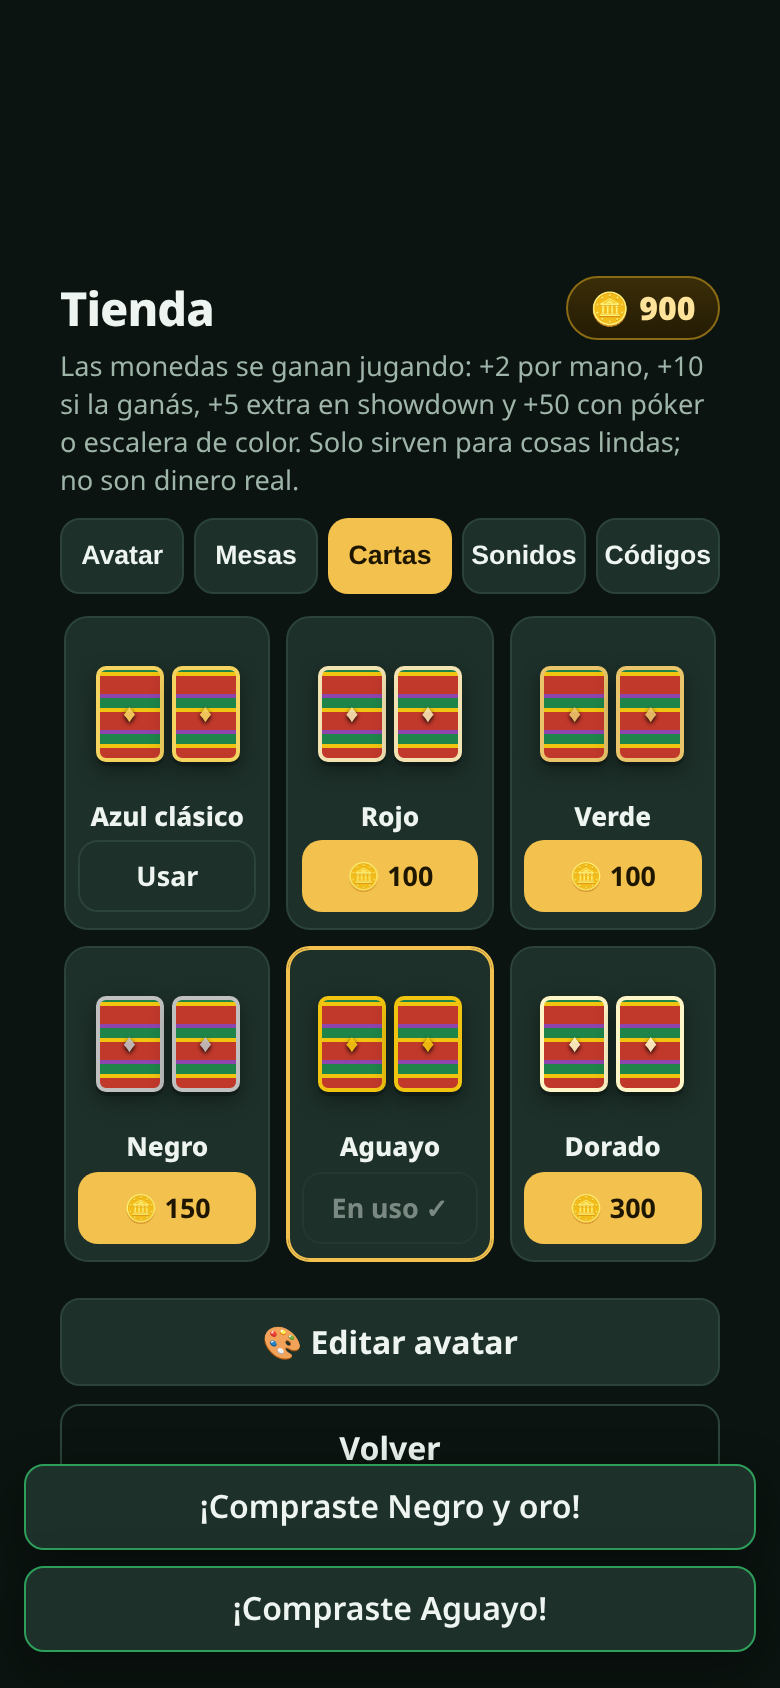 Tienda
🪙 900
Las monedas se ganan jugando: +2 por mano, +10
si la ganás, +5 extra en showdown y +50 con póker
o escalera de color. Solo sirven para cosas lindas;
no son dinero real.
Avatar Mesas Cartas Sonidos Códigos
Azul clásico Rojo Verde
Usar 🪙 100 🪙 100
Negro Aguayo Dorado
🪙 150 En uso ✓ 🪙 300
🎨 Editar avatar
Volver
¡Compraste Negro y oro!
¡Compraste Aguayo!